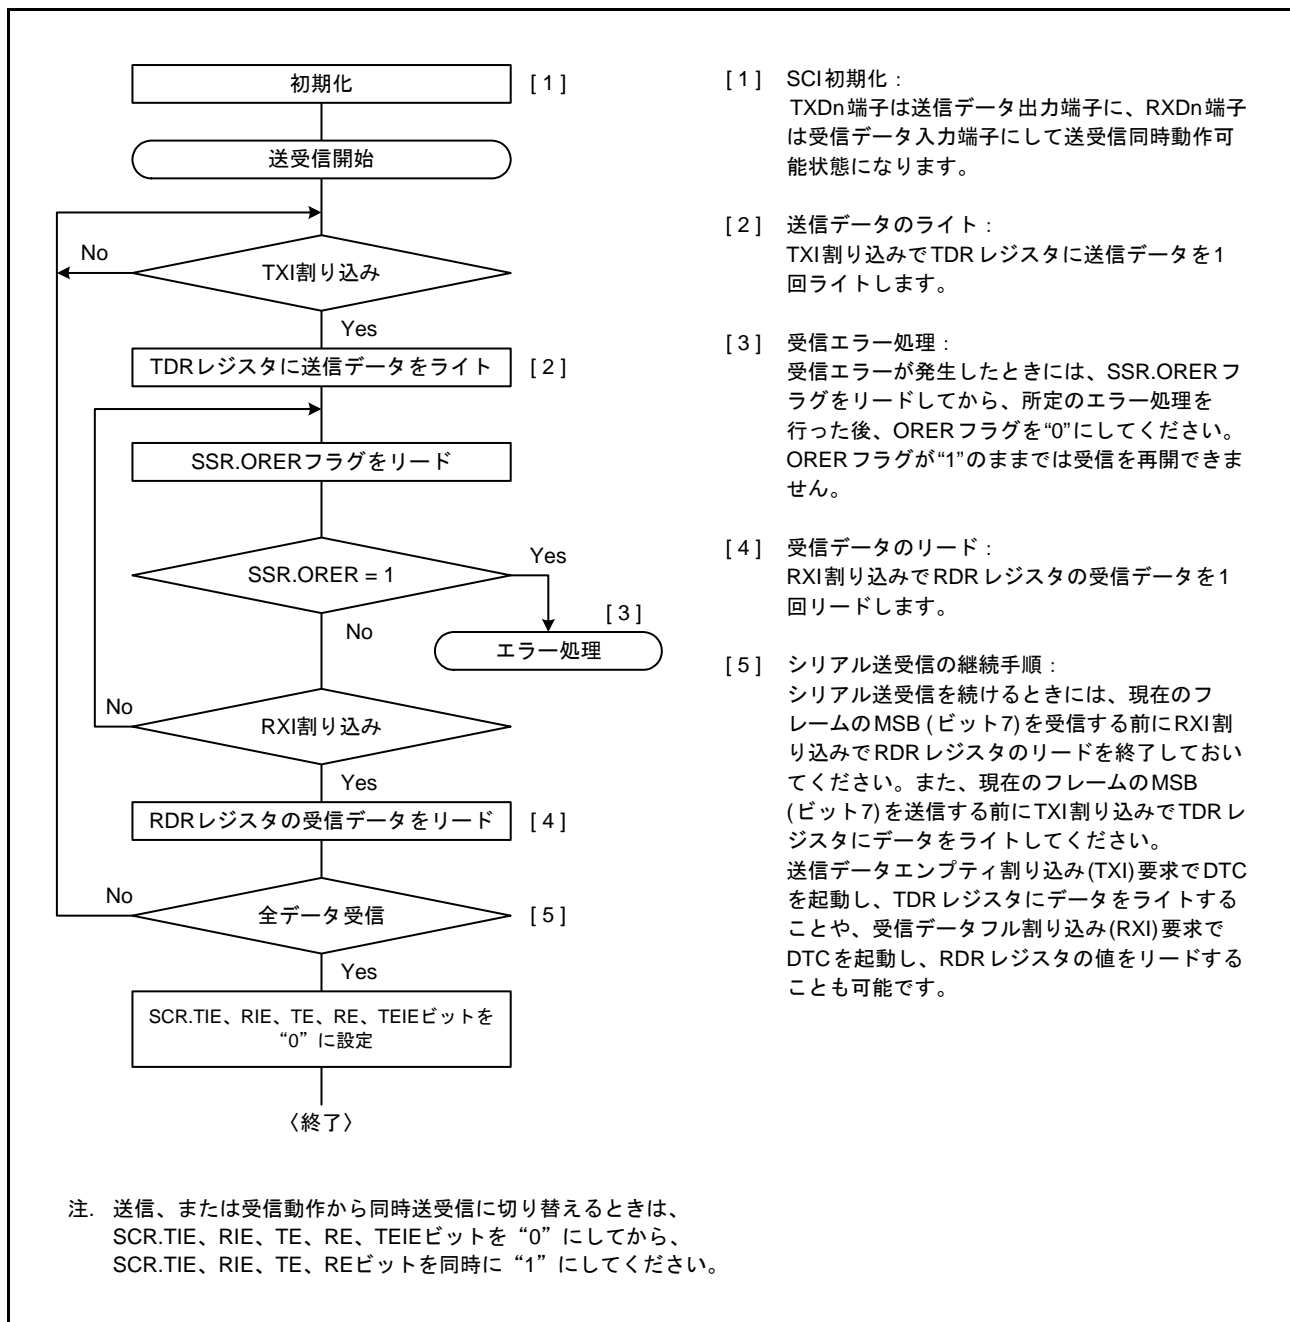 初期化
[ 1 ]
送受信開始
No
TXI割り込み
Yes
TDRレジスタに送信データをライト
[ 2 ]
SSR.ORERフラグをリード
SSR.ORER = 1
Yes
[ 3 ]
No
エラー処理
No
RXI割り込み
Yes
RDRレジスタの受信データをリード
[ 4 ]
No
全データ受信
[ 5 ]
Yes
SCR.TIE、RIE、TE、RE、TEIEビットを
“0”に設定
〈終了〉
[ 1 ] SCI初期化：
TXDn端子は送信データ出力端子に、RXDn端子
は受信データ入力端子にして送受信同時動作可
能状態になります。
[ 2 ] 送信データのライト：
TXI割り込みでTDRレジスタに送信データを1
回ライトします。
[ 3 ] 受信エラー処理：
受信エラーが発生したときには、SSR.ORERフ
ラグをリードしてから、所定のエラー処理を
行った後、ORERフラグを“0”にしてください。
ORERフラグが“1”のままでは受信を再開できま
せん。
[ 4 ] 受信データのリード：
RXI割り込みでRDRレジスタの受信データを1
回リードします。
[ 5 ] シリアル送受信の継続手順：
シリアル送受信を続けるときには、現在のフ
レームのMSB (ビット7)を受信する前にRXI割
り込みでRDRレジスタのリードを終了しておい
てください。また、現在のフレームのMSB
(ビット7)を送信する前にTXI割り込みでTDRレ
ジスタにデータをライトしてください。
送信データエンプティ割り込み(TXI)要求でDTC
を起動し、TDRレジスタにデータをライトする
ことや、受信データフル割り込み(RXI)要求で
DTCを起動し、RDRレジスタの値をリードする
ことも可能です。
注. 送信、または受信動作から同時送受信に切り替えるときは、
SCR.TIE、RIE、TE、RE、TEIEビットを“0”にしてから、
SCR.TIE、RIE、TE、REビットを同時に“1”にしてください。